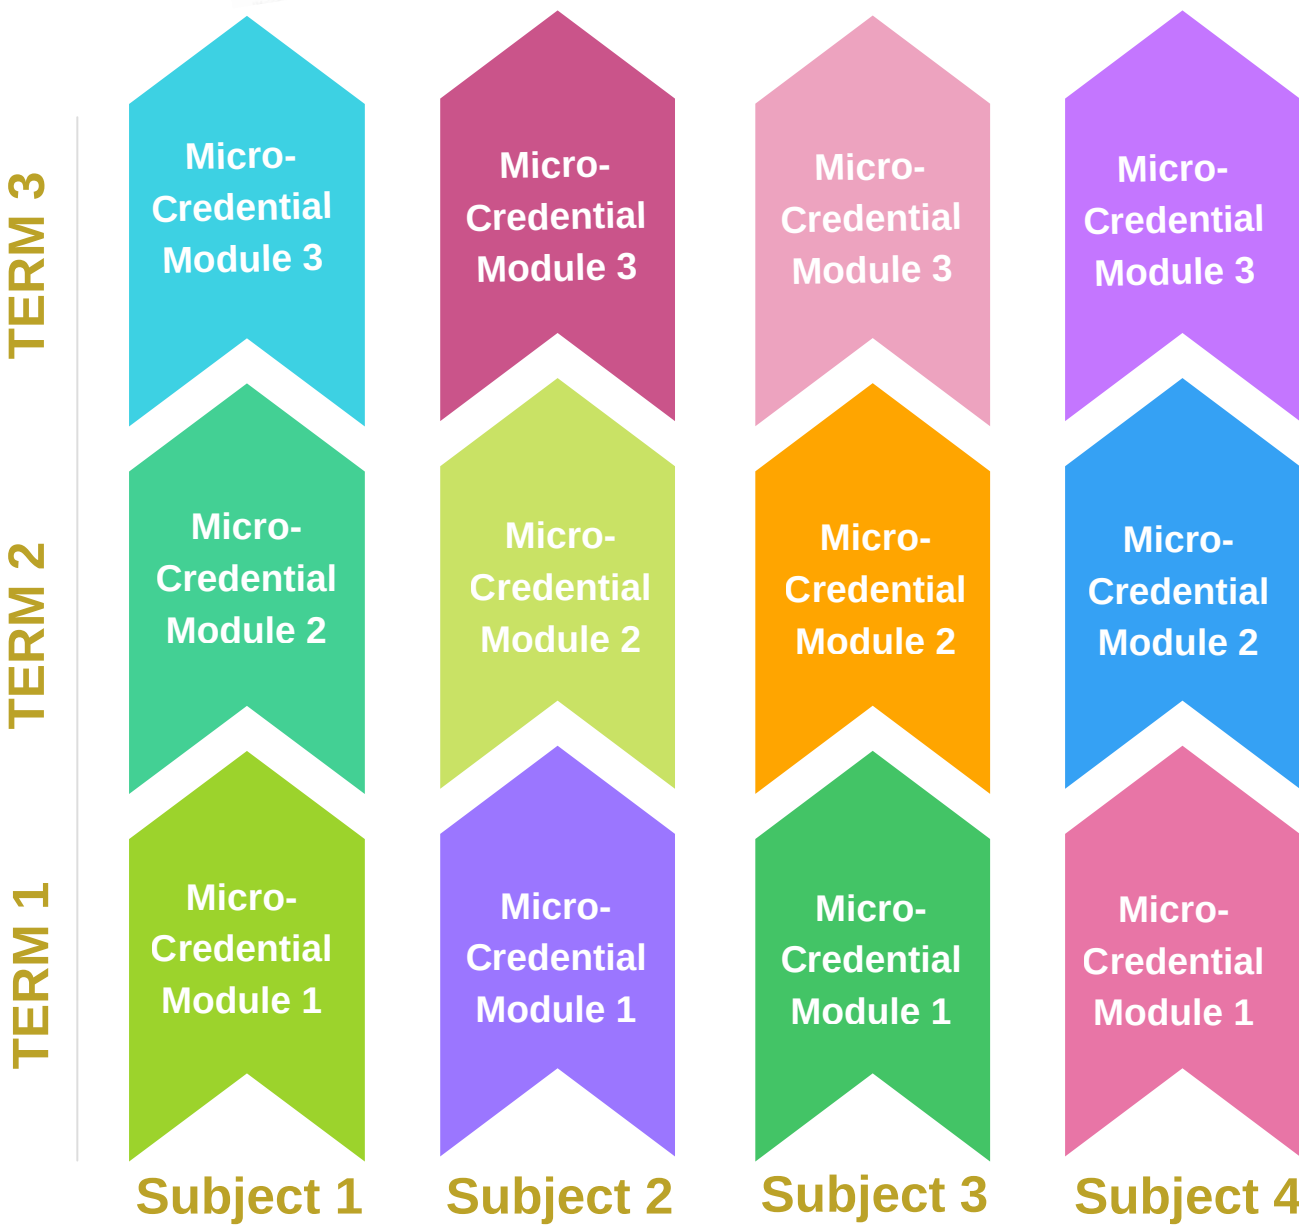 TERM 3
Micro-
Credential
Module 3
Micro-
Credential
Module 3
Micro-
Credential
Module 3
Micro-
Credential
Module 3
TERM 2
Micro-
Credential
Module 2
Micro-
Credential
Module 2
Micro-
Credential
Module 2
Micro-
Credential
Module 2
TERM 1
Micro-
Credential
Module 1
Micro-
Credential
Module 1
Micro-
Credential
Module 1
Micro-
Credential
Module 1
Subject 1
Subject 2
Subject 3
Subject 4